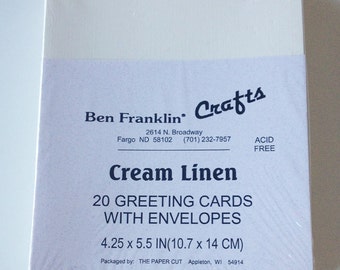 Ben Franklin® Crafts
2614 N. Broadway
Fargo ND 58102 (701) 232-7957
ACID
FREE
Cream Linen
20 GREETING CARDS
WITH ENVELOPES
4.25 x 5.5 IN(10.7 x 14 CM)
Packaged by: THE PAPER CUT Appleton, WI 54914